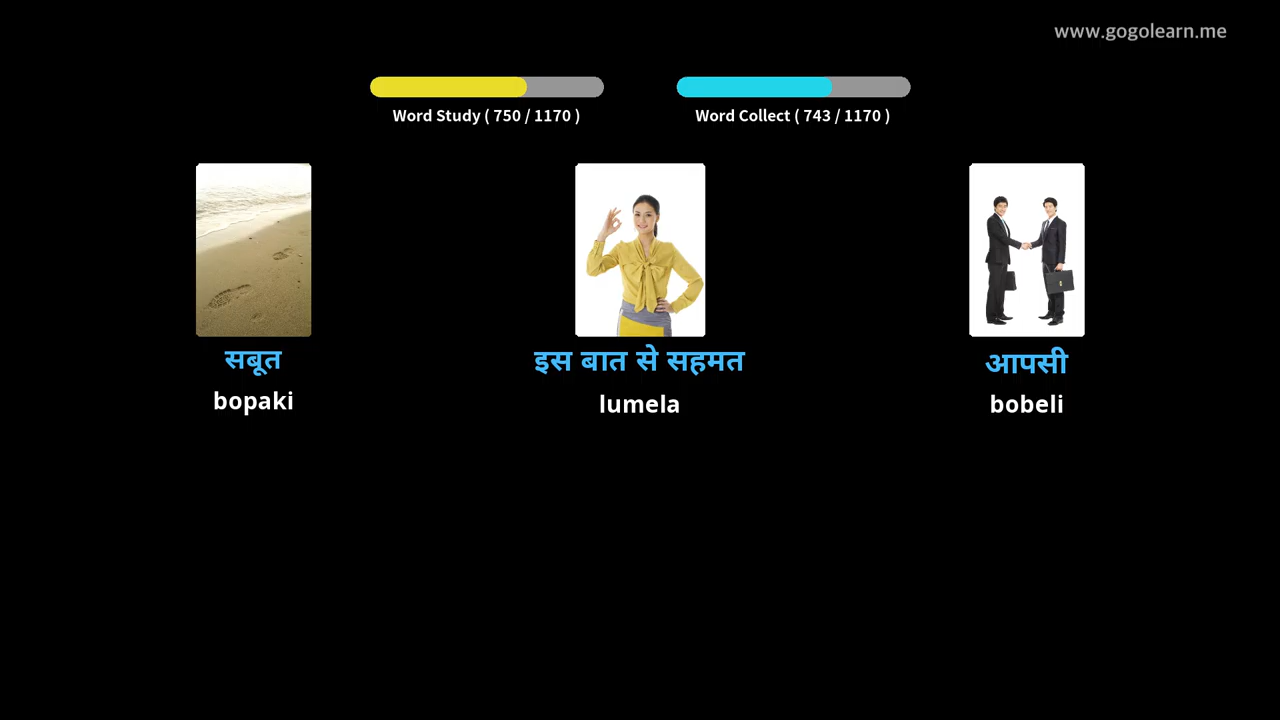 www.gogolearn.me
Word Study ( 750 / 1170 )
Word Collect ( 743 / 1170 )
सबूत
इस बात से सहमत
आपसी
bopaki
lumela
bobeli